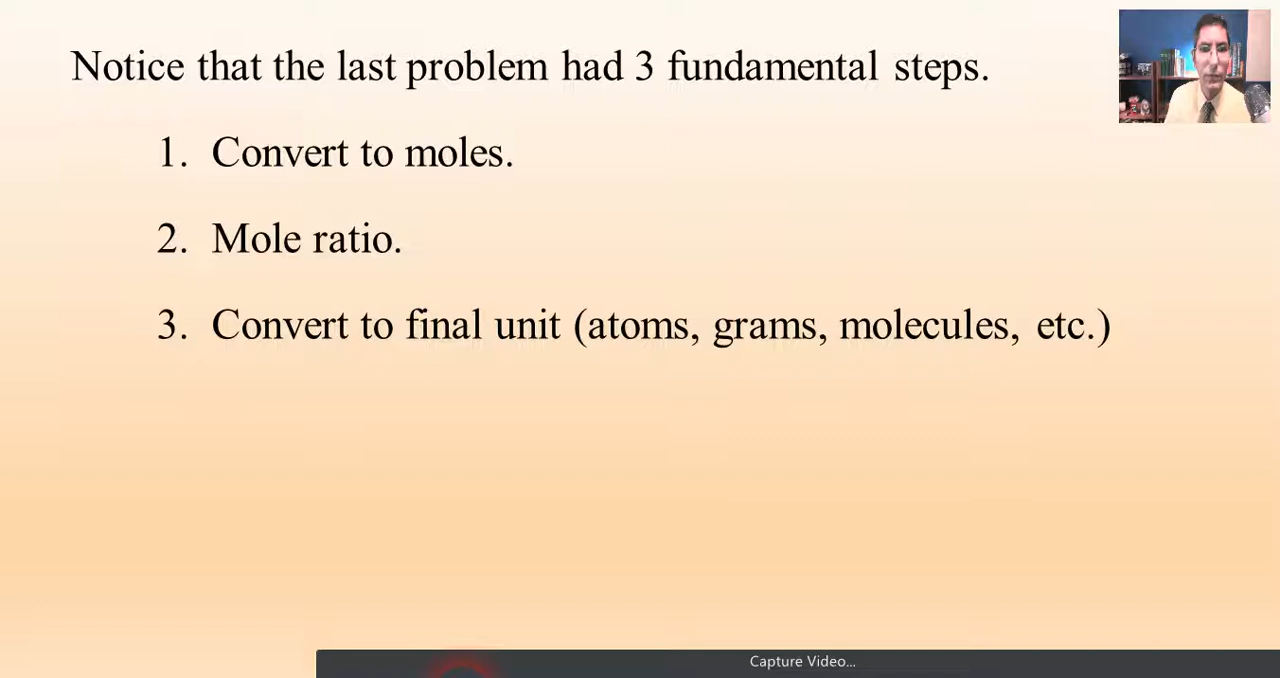 Notice that the last problem had 3 fundamental steps.
1. Convert to moles.
2. Mole ratio.
3. Convert to final unit (atoms, grams, molecules, etc.)
Capture Video...